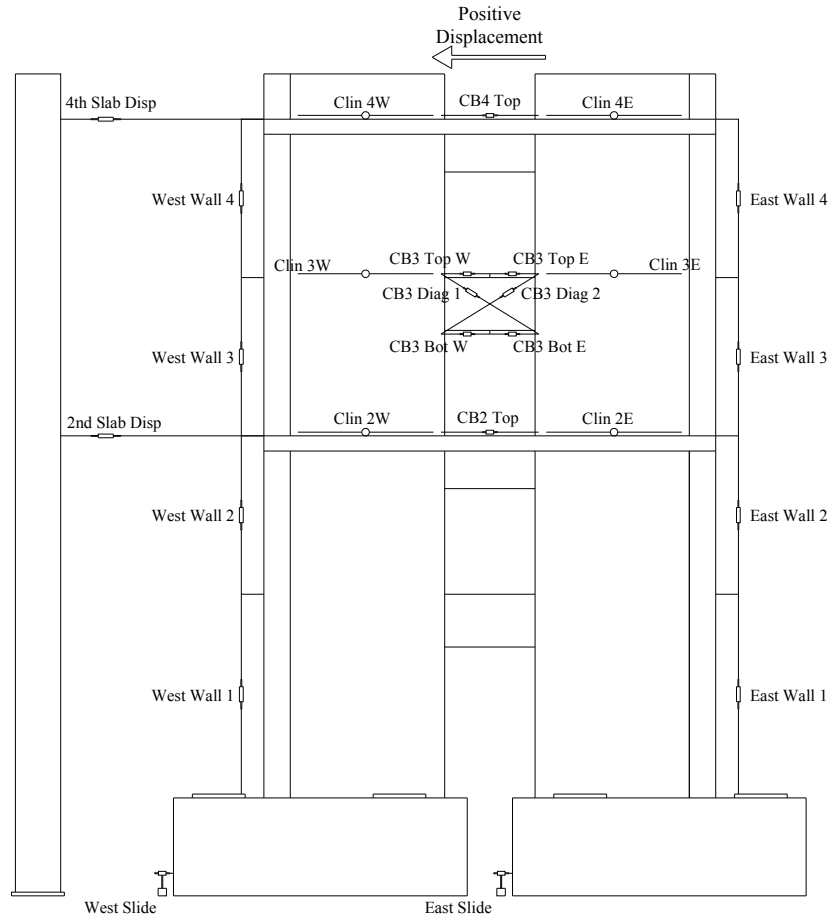 Positive
Displacement
4th Slab Disp
Clin 4W
CB4 Top
Clin 4E
West Wall 4
East Wall 4
Clin 3W
CB3 Top W
CB3 Top E
Clin 3E
CB3 Diag 1
CB3 Diag 2
CB3 Bot W
CB3 Bot E
West Wall 3
East Wall 3
2nd Slab Disp
Clin 2W
CB2 Top
Clin 2E
West Wall 2
East Wall 2
West Wall 1
East Wall 1
West Slide
East Slide